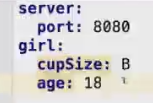 server:
  port: 8080
girl:
  cupSize: B
  age: 18